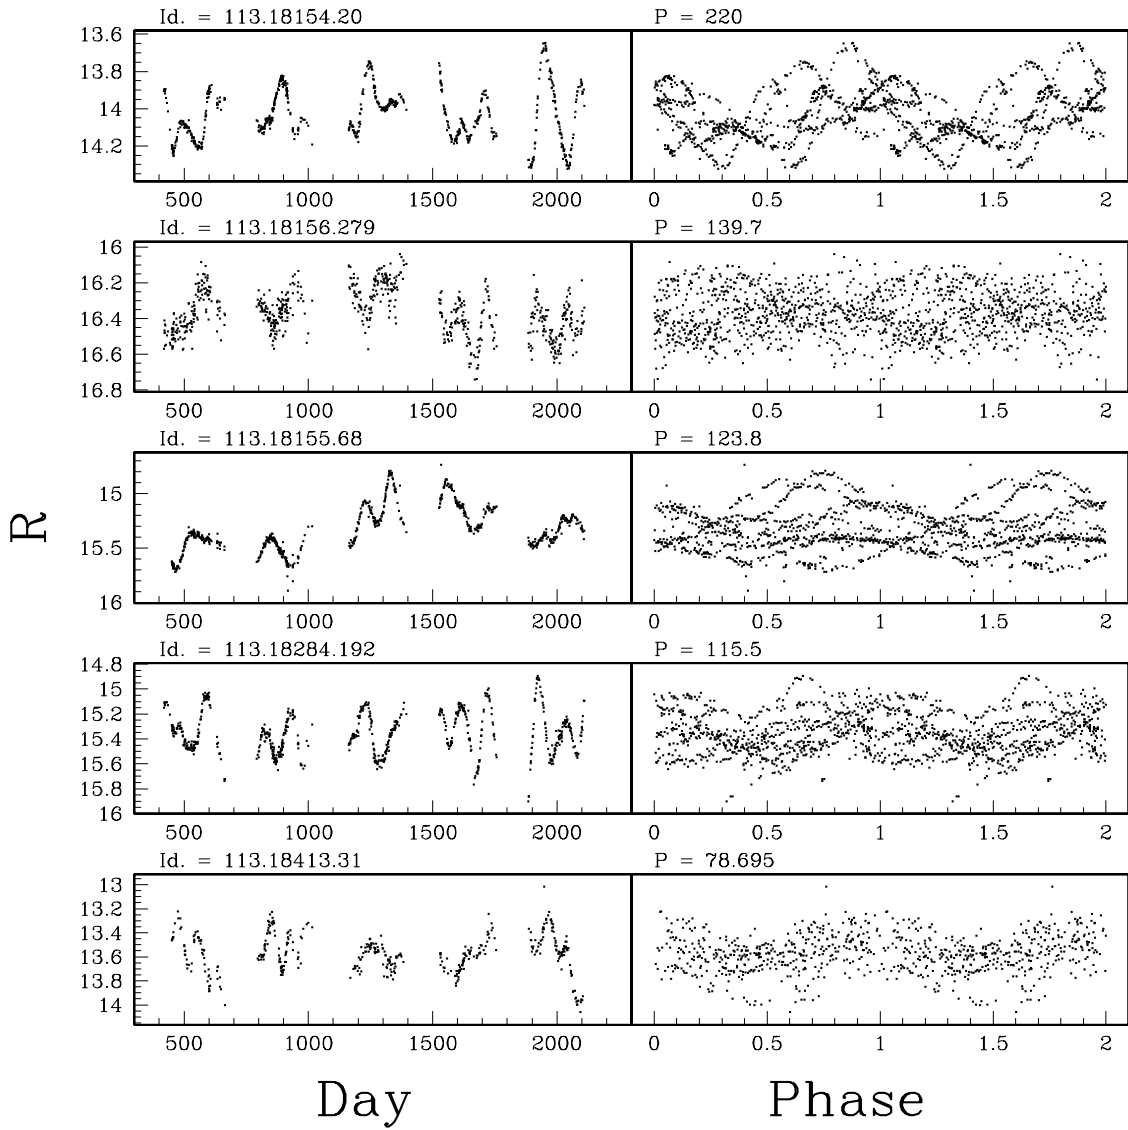 Id. = 113.18154.20 P = 220
13.6
13.8
14
14.2
500 1000 1500 2000 0 0.5 1 1.5 2
Id. = 113.18156.279 P = 139.7
16
16.2
16.4
16.6
16.8
500 1000 1500 2000 0 0.5 1 1.5 2
Id. = 113.18155.68 P = 123.8
15
15.5
16
500 1000 1500 2000 0 0.5 1 1.5 2
R
Id. = 113.18284.192 P = 115.5
14.8
15
15.2
15.4
15.6
16
500 1000 1500 2000 0 0.5 1 1.5 2
Id. = 113.18413.31 P = 78.695
13
13.2
13.4
13.6
13.8
14
500 1000 1500 2000 0 0.5 1 1.5 2
Day Phase